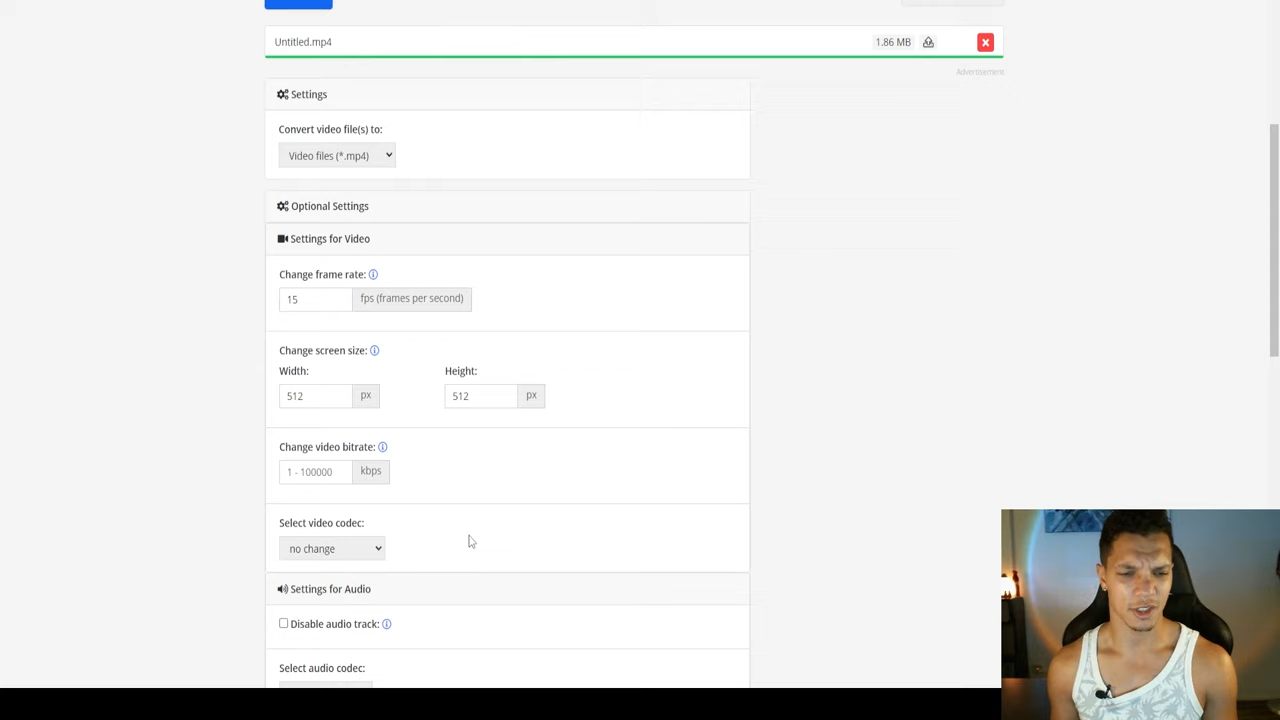 Untitled.mp4 1.86 MB
Advertisement
Settings
Convert video file(s) to:
Video files (*.mp4)
Optional Settings
Settings for Video
Change frame rate:
15 fps (frames per second)
Change screen size:
Width: Height:
512 px 512 px
Change video bitrate:
1 - 100000 kbps
Select video codec:
no change
Settings for Audio
Disable audio track:
Select audio codec: